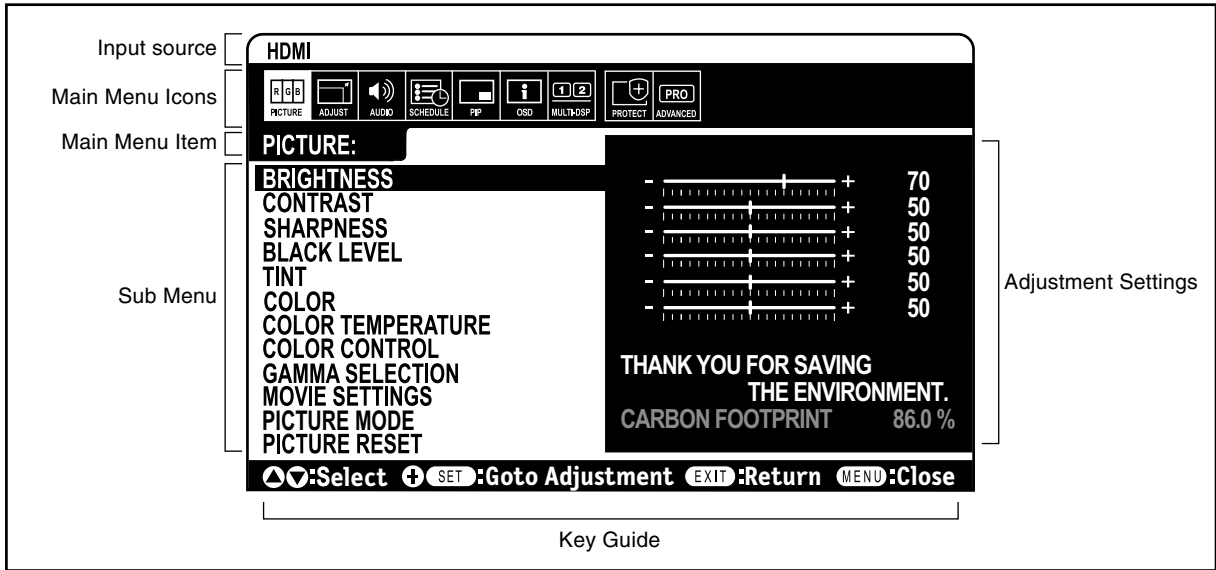 Input source
HDMI
Main Menu Icons
R G B
PICTURE
ADJUST
AUDIO
SCHEDULE
PIP
i
OSD
1 2
MULTI-DSP
PROTECT
PRO
ADVANCED
Main Menu Item
PICTURE:
Sub Menu
BRIGHTNESS - + 70
CONTRAST - + 50
SHARPNESS - + 50
BLACK LEVEL - + 50
TINT - + 50
COLOR - + 50
COLOR TEMPERATURE
COLOR CONTROL
GAMMA SELECTION
MOVIE SETTINGS
PICTURE MODE
PICTURE RESET
THANK YOU FOR SAVING
THE ENVIRONMENT.
CARBON FOOTPRINT 86.0 %
Adjustment Settings
:Select + SET :Goto Adjustment EXIT :Return MENU :Close
Key Guide